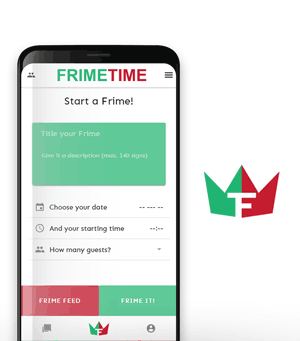 FRIMETIME
Start a Frime!
Title your Frime
Give it a description (max. 140 signs)
Choose your date -- --- --
And your starting time --:--
How many guests?
FRIME FEED FRIME IT!
F